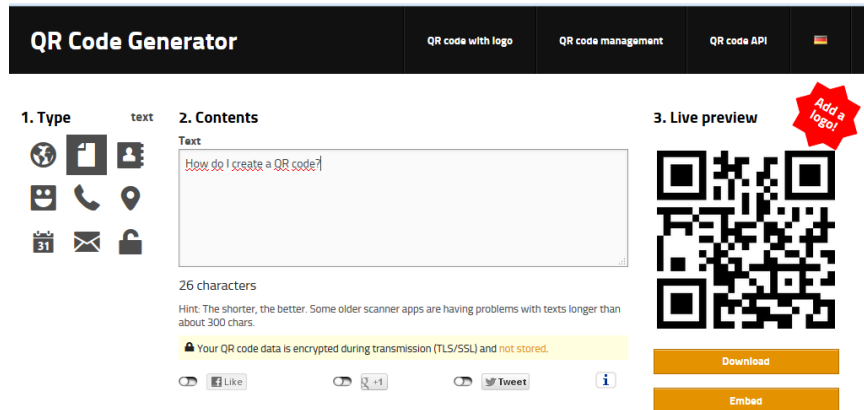 QR Code Generator
QR code with logo
QR code management
QR code API
1. Type
text
31
2. Contents
Text
How do I create a QR code?
26 characters
Hint: The shorter, the better. Some older scanner apps are having problems with texts longer than
about 300 chars.
Your QR code data is encrypted during transmission (TLS/SSL) and not stored.
Like
g +1
Tweet
i
3. Live preview
Add a
logo!
Download
Embed